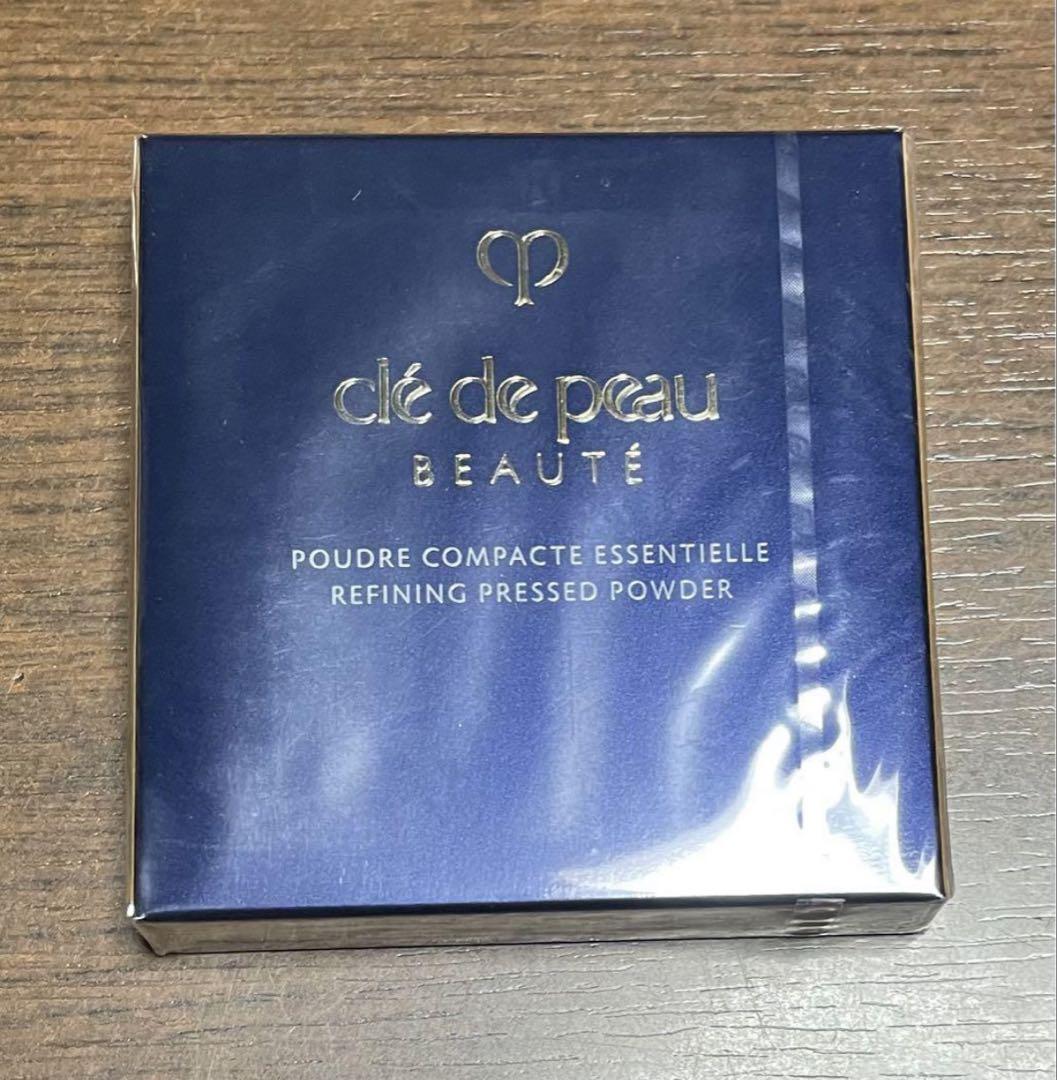 clé de peau
BEAUTÉ
POUDRE COMPACTE ESSENTIELLE
REFINING PRESSED POWDER